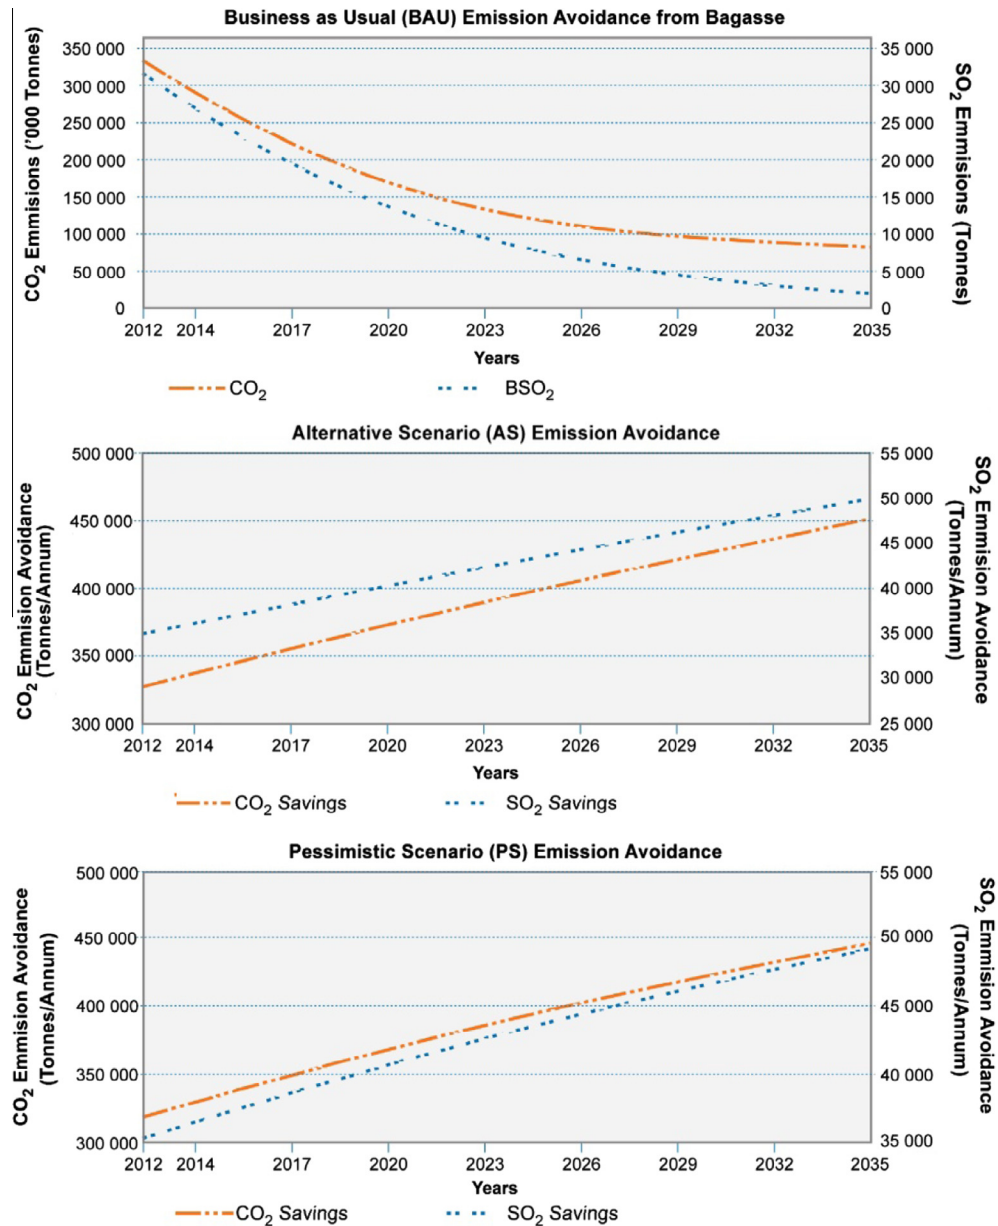 Business as Usual (BAU) Emission Avoidance from Bagasse
CO2 Emmisions ('000 Tonnes)
350 000
300 000
250 000
200 000
150 000
100 000
50 000
0
35 000
30 000
25 000
20 000
15 000
10 000
5 000
0
SO2 Emmisions (Tonnes)
2012 2014 2017 2020 2023 2026 2029 2032 2035
Years
CO2 BSO2
Alternative Scenario (AS) Emission Avoidance
CO2 Emmision Avoidance
(Tonnes/Annum)
500 000
450 000
400 000
350 000
300 000
55 000
50 000
45 000
40 000
35 000
30 000
25 000
SO2 Emmision Avoidance
(Tonnes/Annum)
2012 2014 2017 2020 2023 2026 2029 2032 2035
Years
CO2 Savings SO2 Savings
Pessimistic Scenario (PS) Emission Avoidance
CO2 Emmision Avoidance
(Tonnes/Annum)
500 000
450 000
400 000
350 000
300 000
55 000
50 000
45 000
40 000
35 000
SO2 Emmision Avoidance
(Tonnes/Annum)
2012 2014 2017 2020 2023 2026 2029 2032 2035
Years
CO2 Savings SO2 Savings